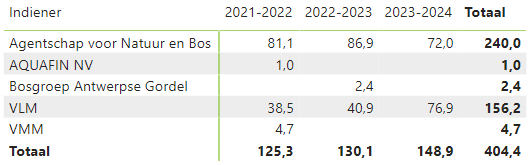 Indiener 2021-2022 2022-2023 2023-2024 Totaal
Agentschap voor Natuur en Bos 81,1 86,9 72,0 240,0
AQUAFIN NV 1,0 1,0
Bosgroep Antwerpse Gordel 2,4 2,4
VLM 38,5 40,9 76,9 156,2
VMM 4,7 4,7
Totaal 125,3 130,1 148,9 404,4